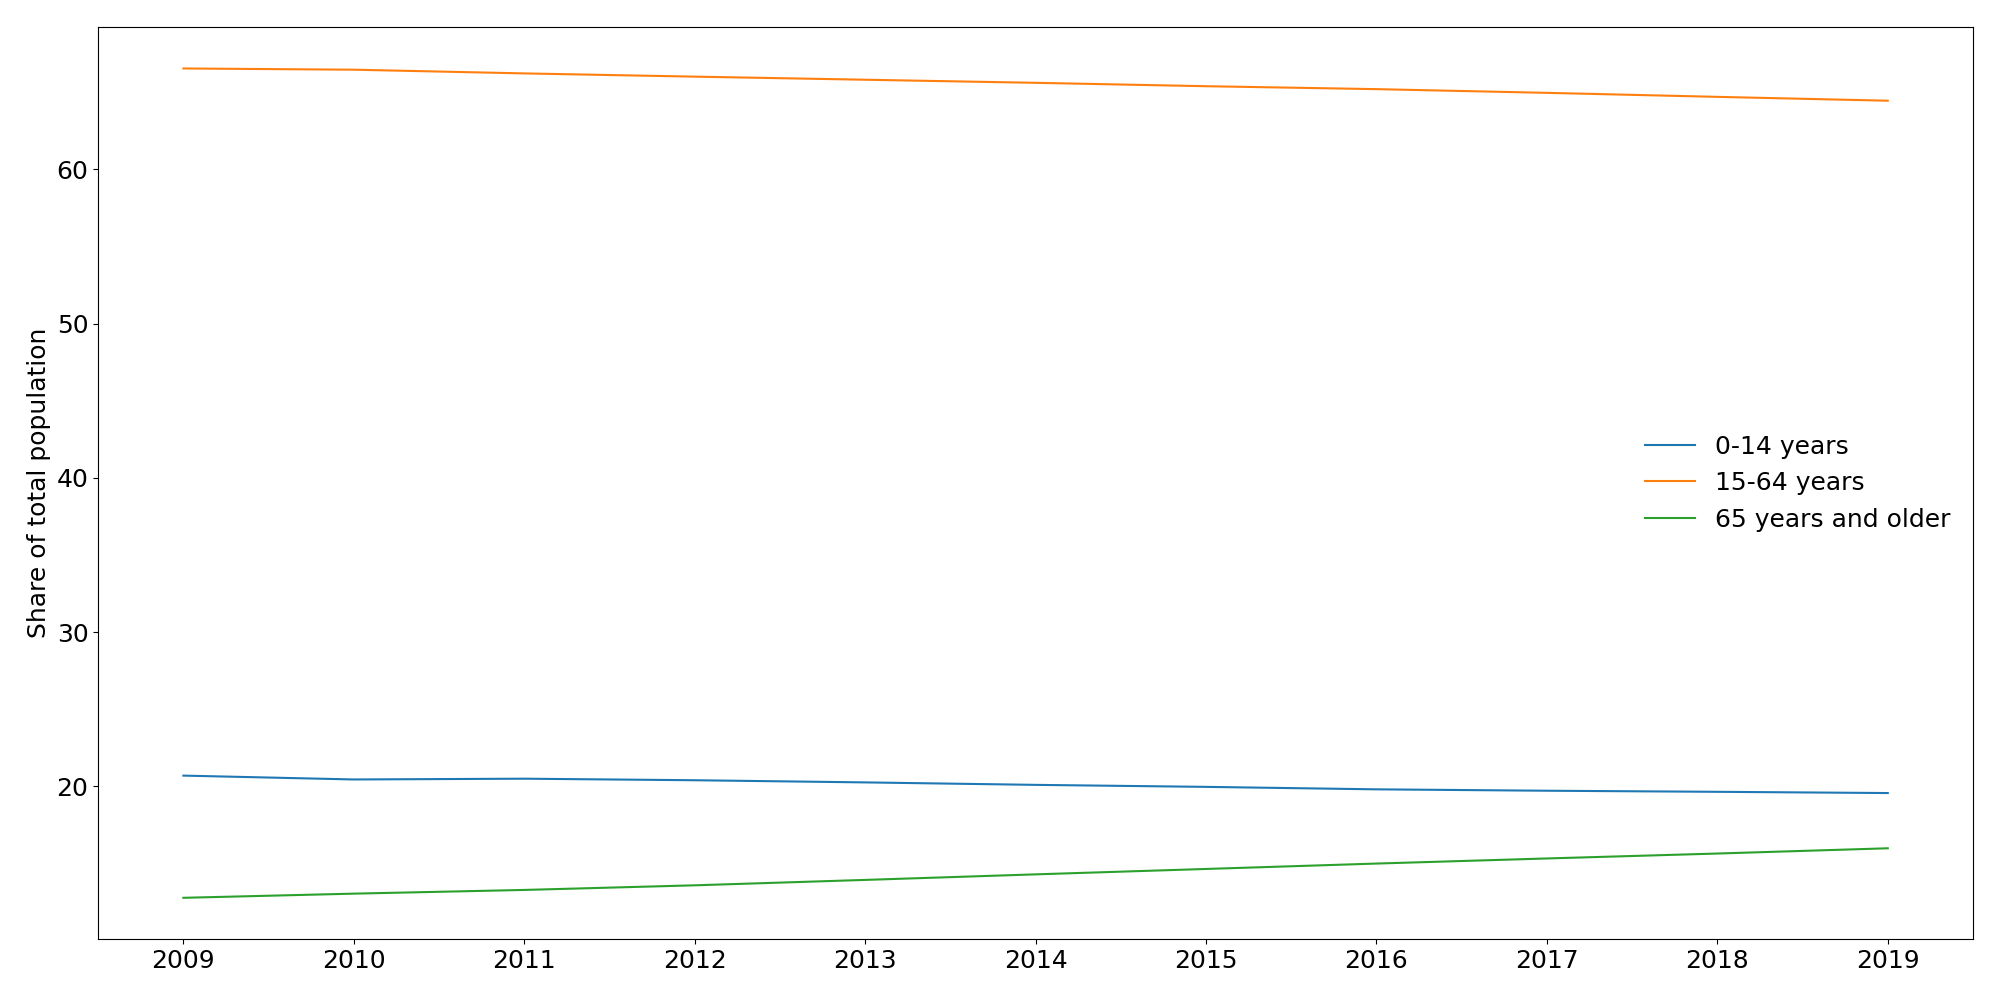 Share of total population
60
50
40
30
20
0-14 years
15-64 years
65 years and older
2009 2010 2011 2012 2013 2014 2015 2016 2017 2018 2019